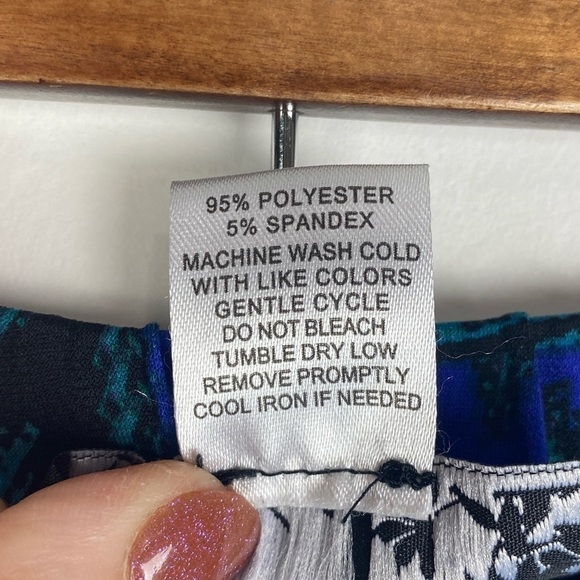 95% POLYESTER
5% SPANDEX
MACHINE WASH COLD
WITH LIKE COLORS
GENTLE CYCLE
DO NOT BLEACH
TUMBLE DRY LOW
REMOVE PROMPTLY
COOL IRON IF NEEDED